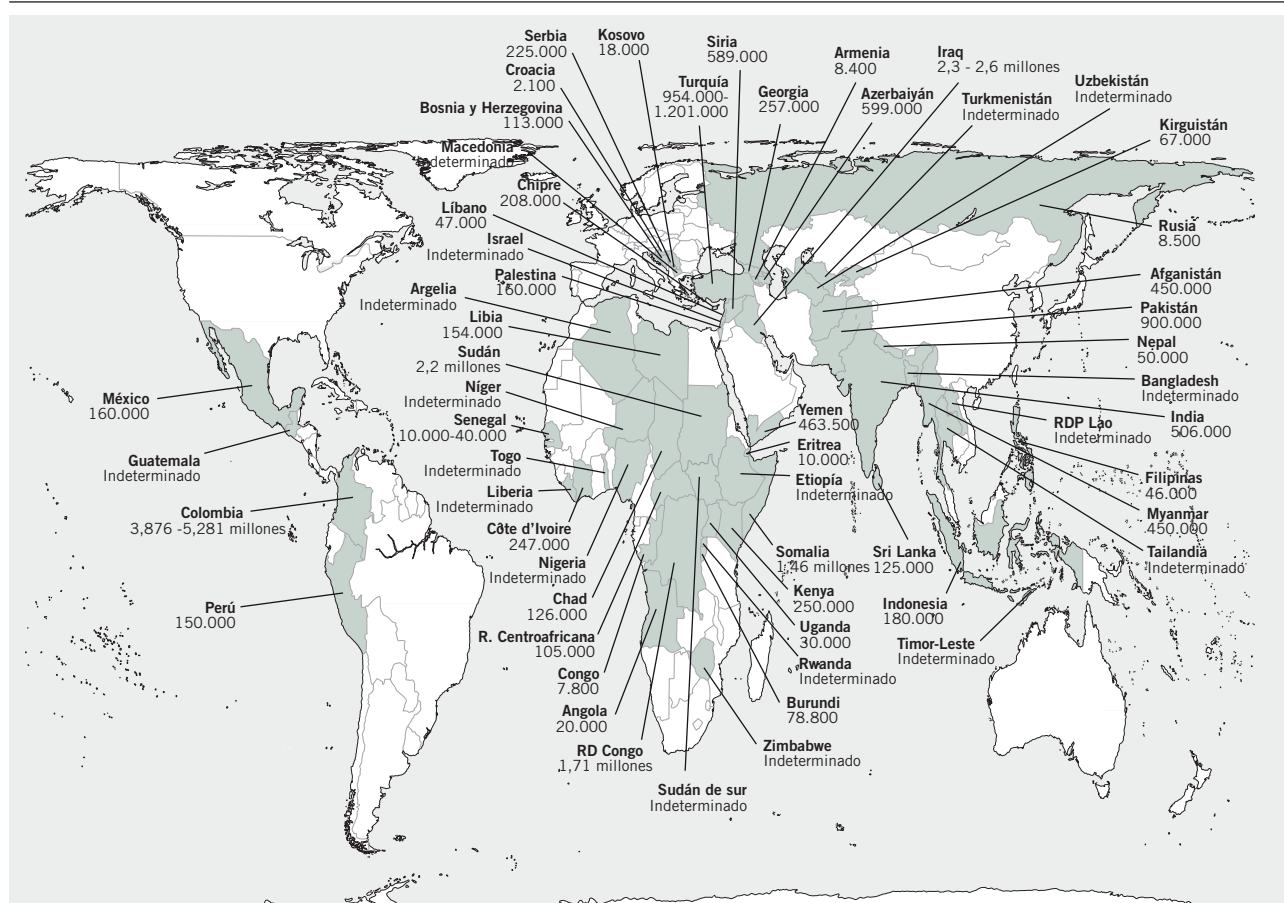 Serbia
225.000
Kosovo
18.000
Croacia
2.100
Bosnia y Herzegovina
113.000
Macedonia
Indeterminado
Turquía
954.000-
1.201.000
Siria
589.000
Georgia
257.000
Armenia
8.400
Azerbaiyán
599.000
Iraq
2,3 - 2,6 millones
Turkmenistán
Indeterminado
Uzbekistán
Indeterminado
Kirguistán
67.000
Chipre
208.000
Líbano
47.000
Israel
Indeterminado
Palestina
160.000
Argelia
Indeterminado
Libia
154.000
Sudán
2,2 millones
Níger
Indeterminado
Senegal
10.000-40.000
Togo
Indeterminado
Liberia
Indeterminado
Côte d’Ivoire
247.000
Nigeria
Indeterminado
Chad
126.000
R. Centroafricana
105.000
Congo
7.800
Angola
20.000
RD Congo
1,71 millones
Sudán de sur
Indeterminado
México
160.000
Guatemala
Indeterminado
Colombia
3,876 -5,281 millones
Perú
150.000
Rusia
8.500
Afganistán
450.000
Pakistán
900.000
Nepal
50.000
Bangladesh
Indeterminado
India
506.000
RDP Lao
Indeterminado
Filipinas
46.000
Myanmar
450.000
Tailandia
Indeterminado
Yemen
463.500
Eritrea
10.000
Etiopía
Indeterminado
Somalia
1,46 millones
Kenya
250.000
Uganda
30.000
Rwanda
Indeterminado
Burundi
78.800
Zimbabwe
Indeterminado
Sri Lanka
125.000
Indonesia
180.000
Timor-Leste
Indeterminado